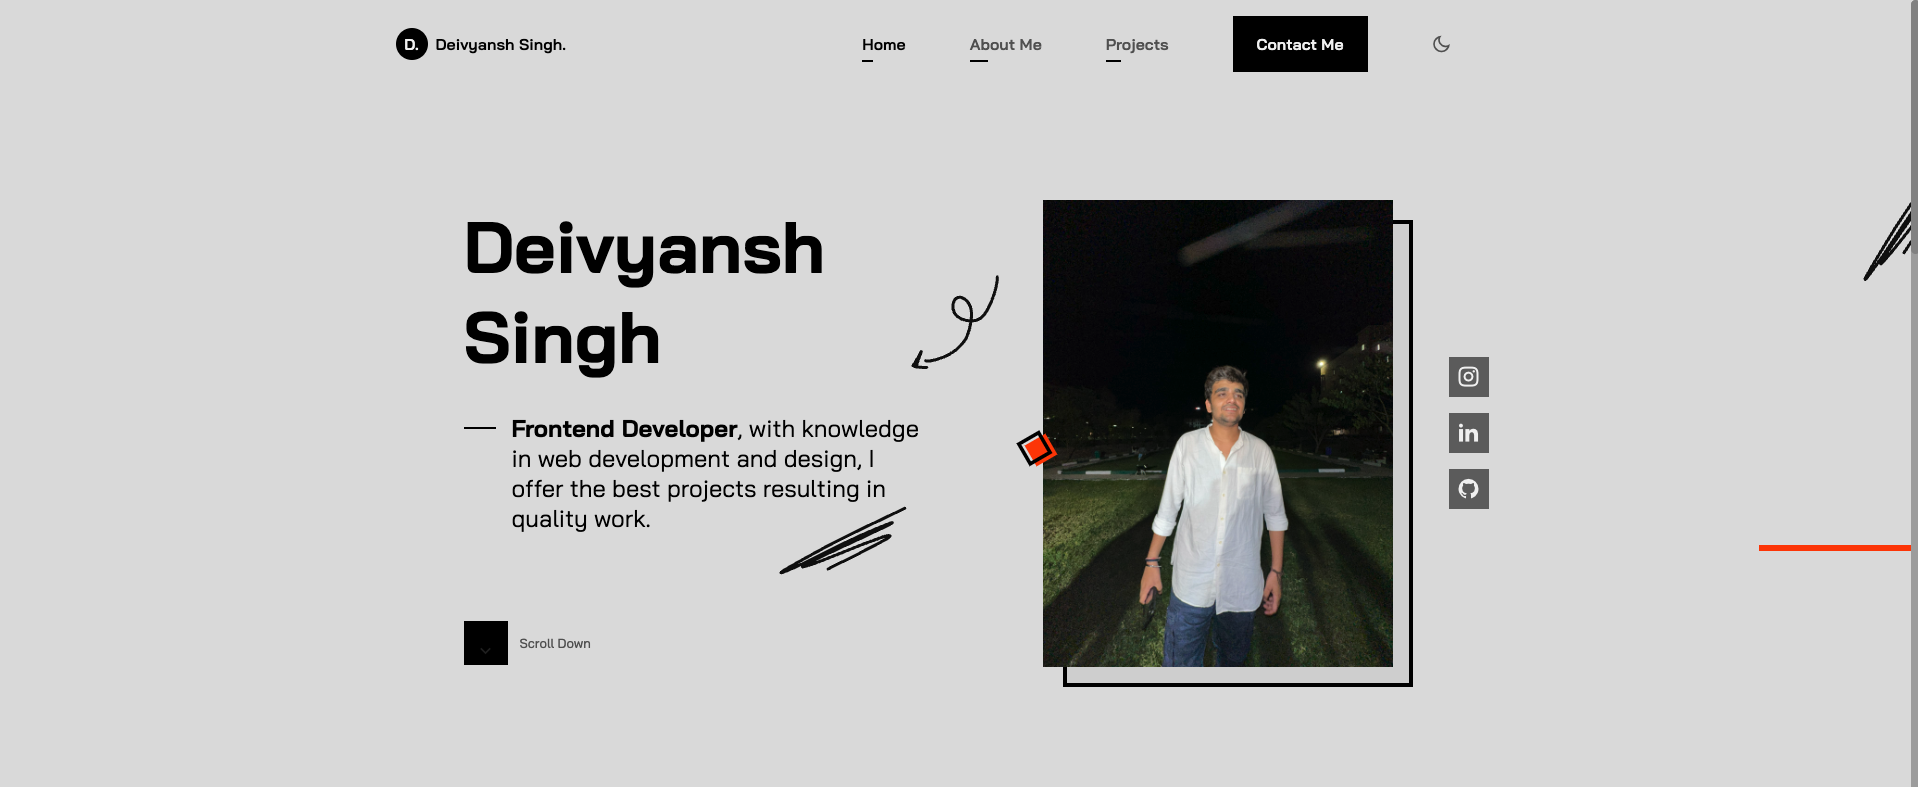 D. Deivyansh Singh.
Home About Me Projects Contact Me
Deivyansh
Singh
Frontend Developer, with knowledge
in web development and design, I
offer the best projects resulting in
quality work.
in
Scroll Down